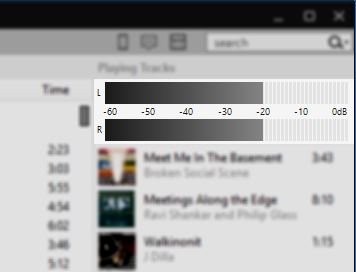 search
Playing Tracks
Time
L
-60 -50 -40 -30 -20 -10 0dB
R
2:23
3:03
5:55
4:54
6:02
3:46
5:12
Meet Me In The Basement 3:43
Broken Social Scene
Meetings Along the Edge 8:10
Ravi Shankar and Philip Glass
Walkinonit 1:15
J Dilla